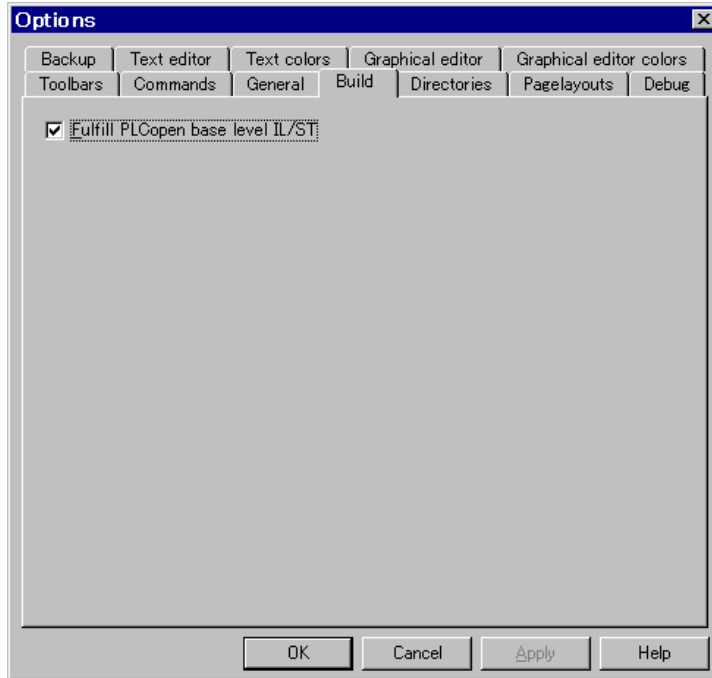 Options
Backup Text editor Text colors Graphical editor Graphical editor colors
Toolbars Commands General Build Directories Pagelayouts Debug
Fulfill PLCopen base level IL/ST
OK Cancel Apply Help